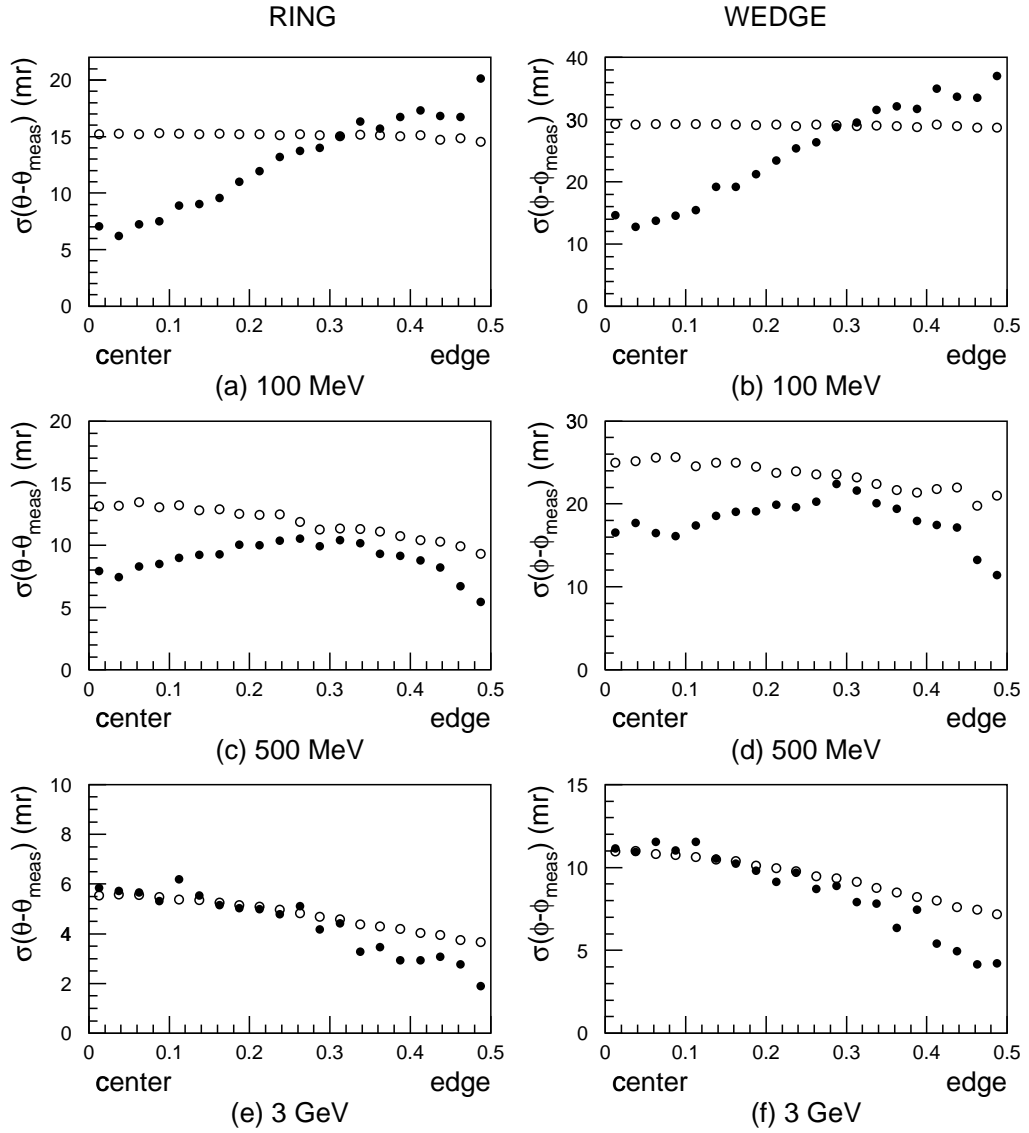 RING WEDGE
σ(θ-θmeas) (mr)
20
15
10
5
0
0 0.1 0.2 0.3 0.4 0.5
center edge
(a) 100 MeV
σ(ϕ-ϕmeas) (mr)
40
30
20
10
0
0 0.1 0.2 0.3 0.4 0.5
center edge
(b) 100 MeV
σ(θ-θmeas) (mr)
20
15
10
5
0
0 0.1 0.2 0.3 0.4 0.5
center edge
(c) 500 MeV
σ(ϕ-ϕmeas) (mr)
30
20
10
0
0 0.1 0.2 0.3 0.4 0.5
center edge
(d) 500 MeV
σ(θ-θmeas) (mr)
10
8
6
4
2
0
0 0.1 0.2 0.3 0.4 0.5
center edge
(e) 3 GeV
σ(ϕ-ϕmeas) (mr)
15
10
5
0
0 0.1 0.2 0.3 0.4 0.5
center edge
(f) 3 GeV